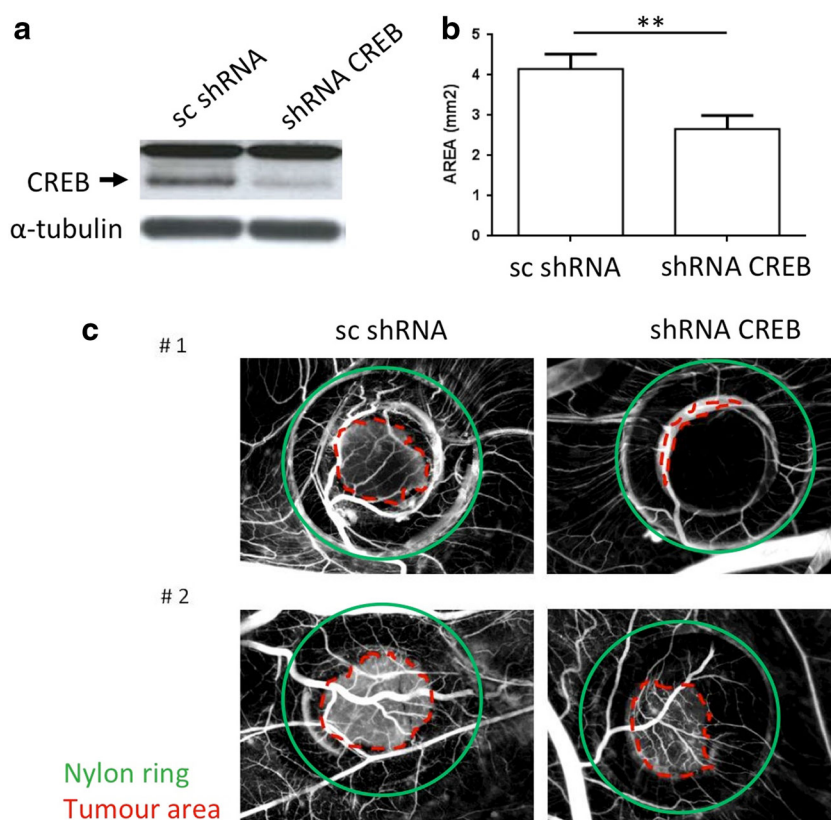 a
sc shRNA
shRNA CREB
CREB
α-tubulin
b
**
AREA (mm2)
5
4
3
2
1
0
sc shRNA
shRNA CREB
c
sc shRNA
shRNA CREB
# 1
# 2
Nylon ring
Tumour area